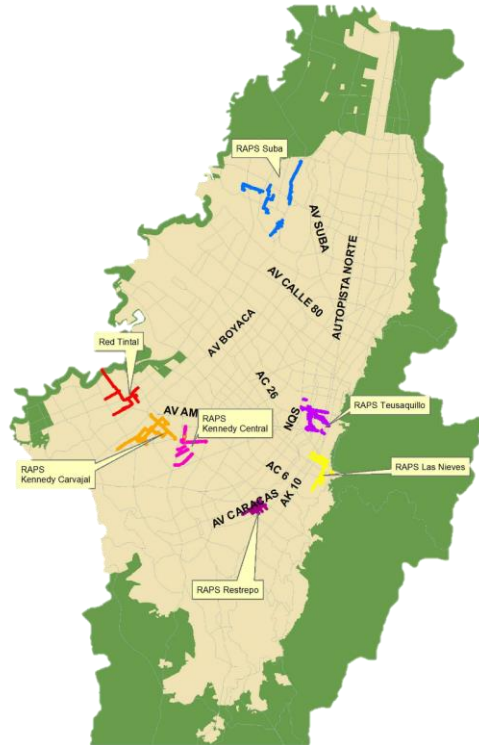 RAPS Suba
AV SUBA
AUTOPISTA NORTE
AV CALLE 80
AV BOYACA
Red Tintal
AC 26
RAPS Teusaquillo
NQS
AV AM
RAPS
Kennedy Central
RAPS
Kennedy Carvajal
RAPS Las Nieves
AC 6
AK 10
AV CARACAS
RAPS Restrepo